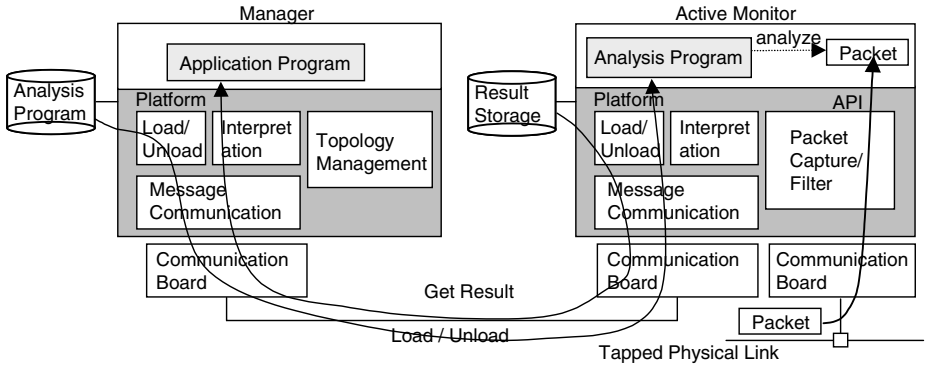 Manager
Active Monitor
Application Program
Analysis Program
analyze
Packet
Analysis
Program
Result
Storage
Platform
Load/
Unload
Interpret
ation
Topology
Management
Message
Communication
Platform
API
Load/
Unload
Interpret
ation
Packet
Capture/
Filter
Message
Communication
Communication
Board
Communication
Board
Communication
Board
Get Result
Load / Unload
Packet
Tapped Physical Link